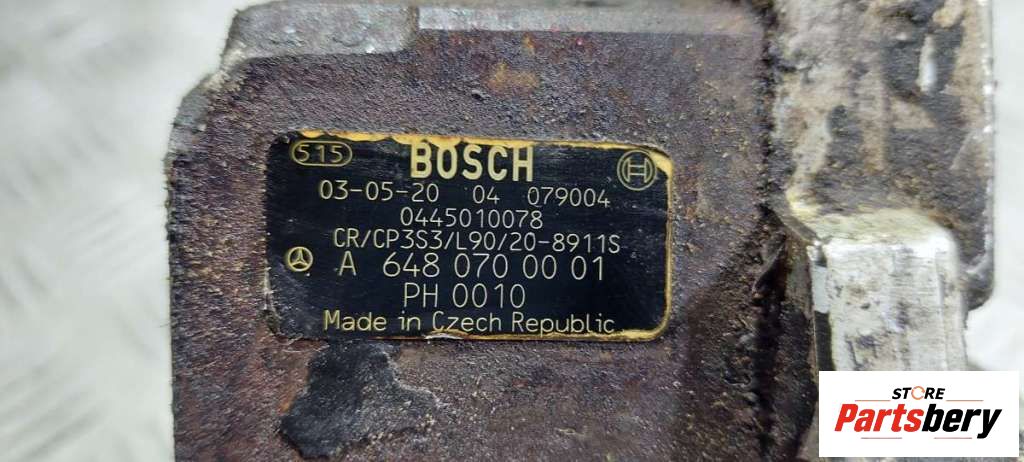 515 BOSCH
03-05-20 04 079004
0445010078
CR/CP3S3/L90/20-8911S
A 648 070 00 01
PH 0010
Made in Czech Republic
STORE
Partsbery